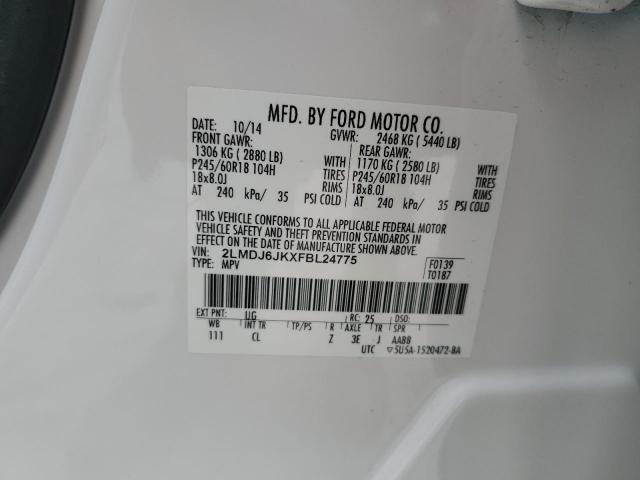 MFD. BY FORD MOTOR CO.
DATE: 10/14 GVWR: 2468 KG ( 5440 LB)
FRONT GAWR: REAR GAWR:
1306 KG ( 2880 LB) WITH 1170 KG ( 2580 LB) WITH
P245/60R18 104H TIRES P245/60R18 104H TIRES
18x8.0J RIMS 18x8.0J RIMS
AT 240 kPa/ 35 PSI COLD AT 240 kPa/ 35 PSI COLD
THIS VEHICLE CONFORMS TO ALL APPLICABLE FEDERAL MOTOR
VEHICLE SAFETY AND THEFT PREVENTION STANDARDS IN
EFFECT ON THE DATE OF MANUFACTURE SHOWN ABOVE.
VIN: 2LMDJ6JKXFBL24775 F0139
TYPE: MPV T0187
EXT PNT: UG RC: 25 DSO:
WB INT TR TP/PS R AXLE TR SPR
111 CL Z 3E J AABB
UTC ▽5U5A-1520472-BA